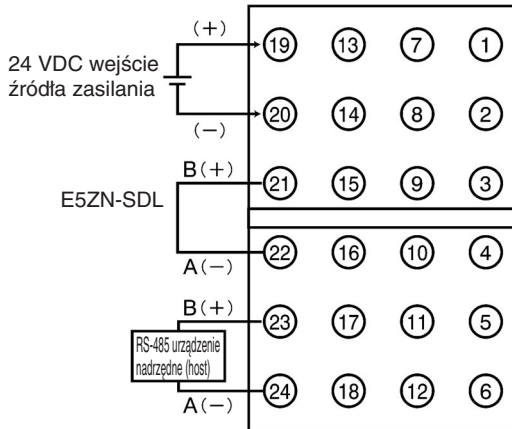 (+)
24 VDC wejście
źródła zasilania
(−)
19 13 7 1
20 14 8 2
B(+)
21 15 9 3
E5ZN-SDL
A(−)
22 16 10 4
B(+)
23 17 11 5
RS-485 urządzenie
nadrzędne (host)
A(−)
24 18 12 6